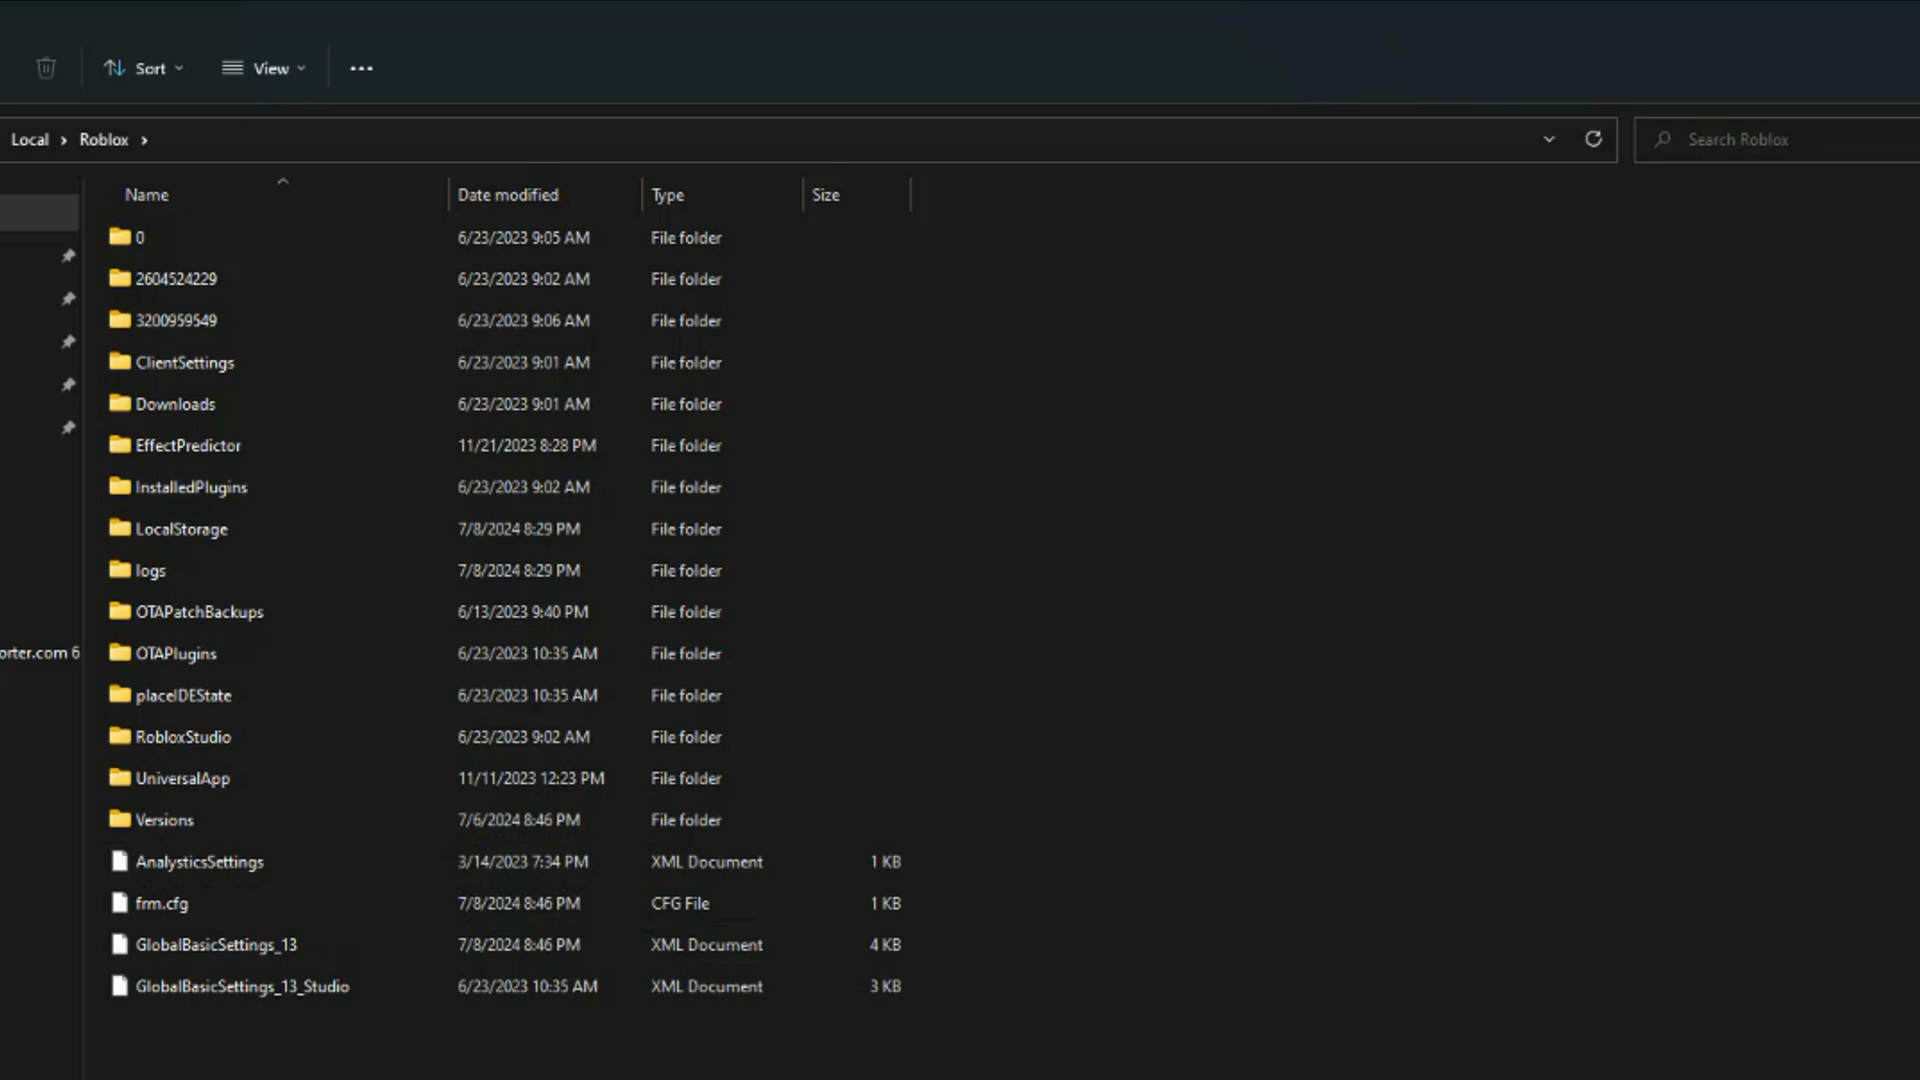 Sort View
Local Roblox Search Roblox
Name Date modified Type Size
0 6/23/2023 9:05 AM File folder
2604524229 6/23/2023 9:02 AM File folder
3200959549 6/23/2023 9:06 AM File folder
ClientSettings 6/23/2023 9:01 AM File folder
Downloads 6/23/2023 9:01 AM File folder
EffectPredictor 11/21/2023 8:28 PM File folder
InstalledPlugins 6/23/2023 9:02 AM File folder
LocalStorage 7/8/2024 8:29 PM File folder
logs 7/8/2024 8:29 PM File folder
OTAPatchBackups 6/13/2023 9:40 PM File folder
orter.com 6 OTAPlugins 6/23/2023 10:35 AM File folder
placeIDEState 6/23/2023 10:35 AM File folder
RobloxStudio 6/23/2023 9:02 AM File folder
UniversalApp 11/11/2023 12:23 PM File folder
Versions 7/6/2024 8:46 PM File folder
AnalysticsSettings 3/14/2023 7:34 PM XML Document 1 KB
frm.cfg 7/8/2024 8:46 PM CFG File 1 KB
GlobalBasicSettings_13 7/8/2024 8:46 PM XML Document 4 KB
GlobalBasicSettings_13_Studio 6/23/2023 10:35 AM XML Document 3 KB